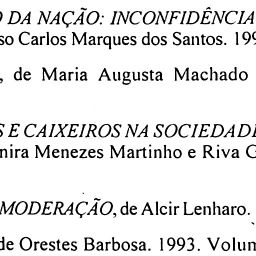 DA NAÇÃO: INCONFIDÊNCIA
so Carlos Marques dos Santos. 199
, de Maria Augusta Machado
S E CAIXEIROS NA SOCIEDAD
nira Menezes Martinho e Riva G
MODERAÇÃO, de Alcir Lenharo.
de Orestes Barbosa. 1993. Volum